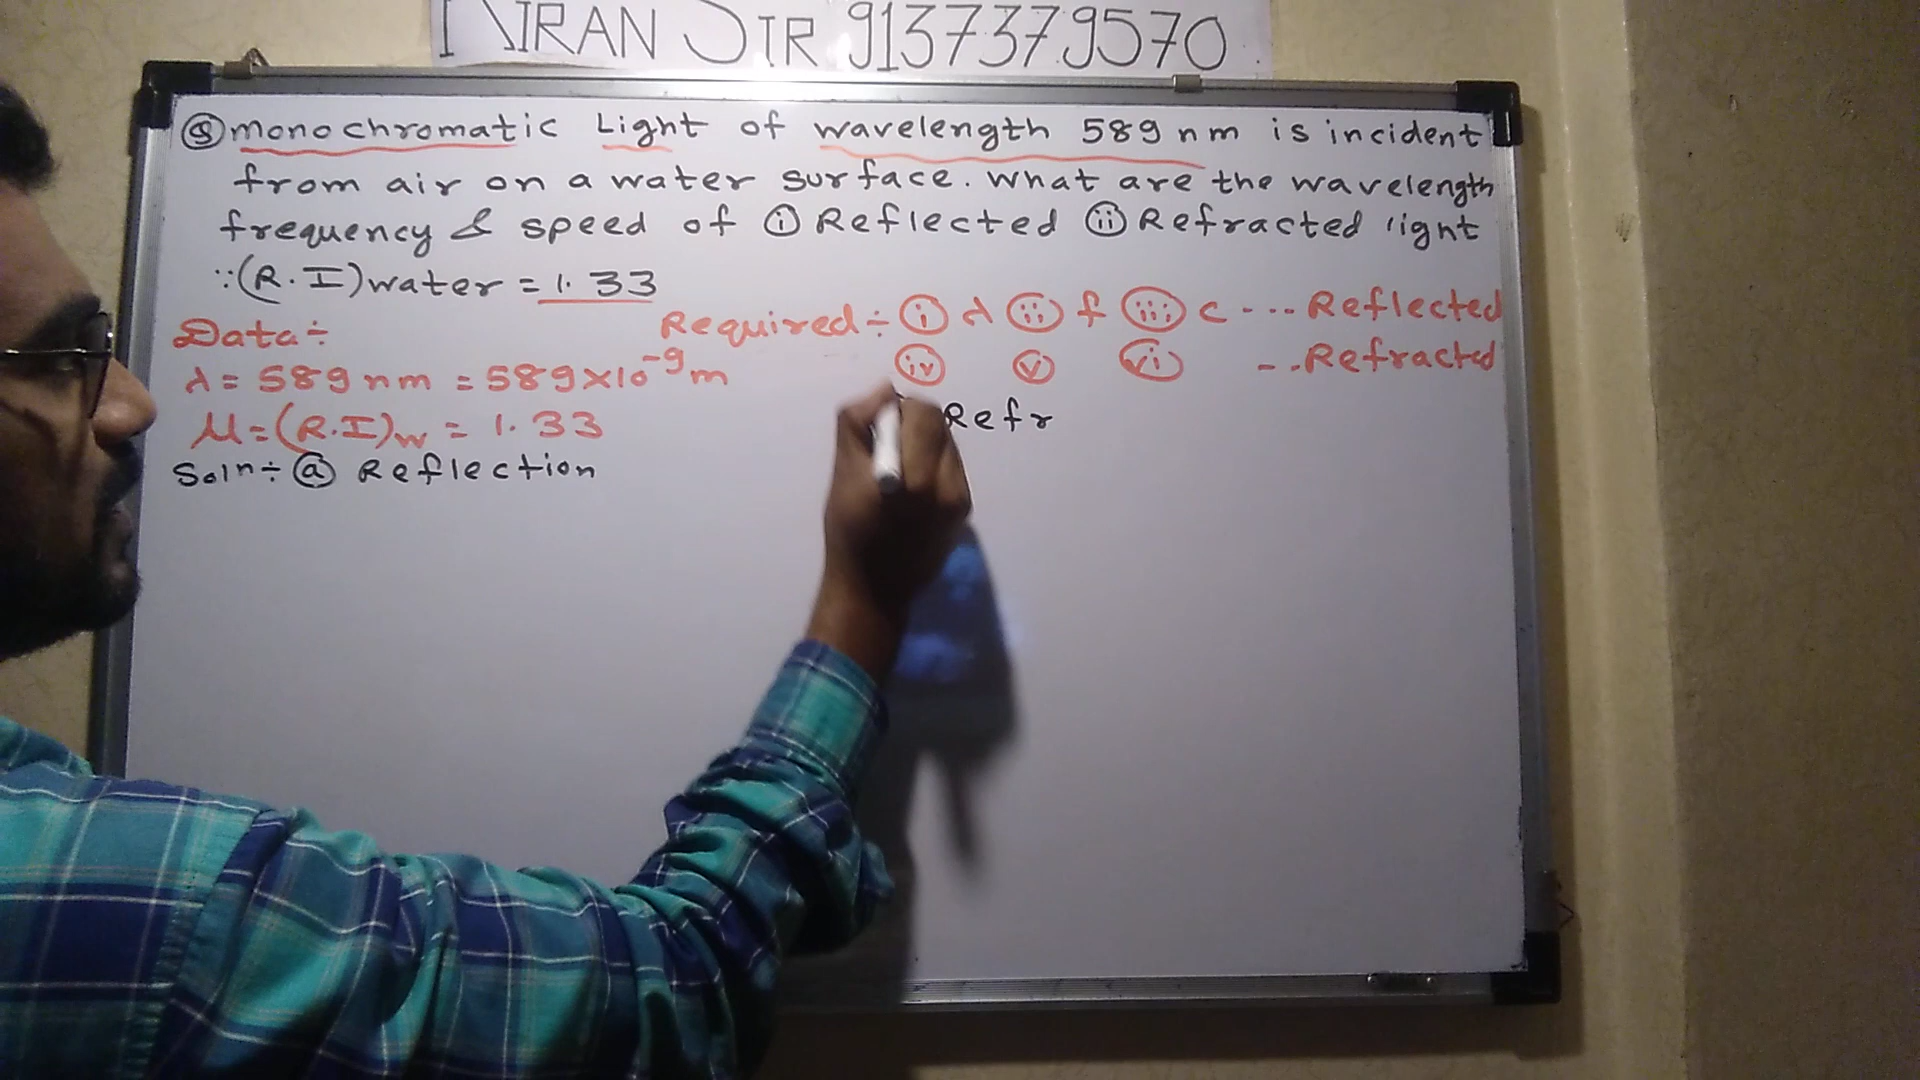 KIRAN SIR 9137379570
Q monochromatic Light of wavelength 589 nm is incident
from air on a water surface. What are the wavelength
frequency & speed of (i) Reflected (ii) Refracted light
∵ (R.I)water = 1.33
Data÷
λ = 589 nm = 589×10⁻⁹ m
μ = (R.I)w = 1.33
Required÷ (i) λ (ii) f (iii) c ---- Reflected
(iv) (v) (vi) - .. Refracted
Soln÷ (a) Reflection
Refr